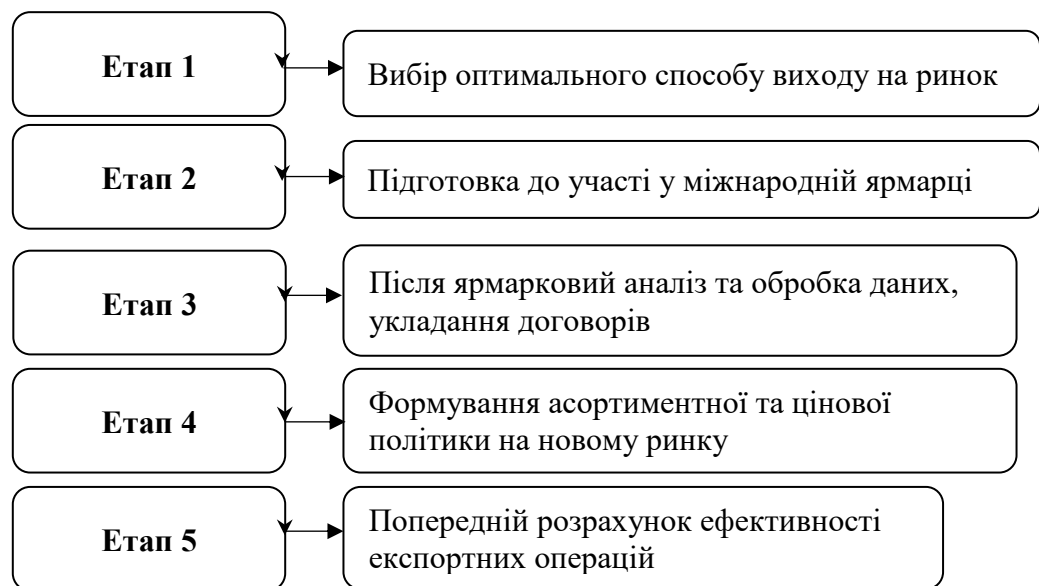 Етап 1
Вибір оптимального способу виходу на ринок
Етап 2
Підготовка до участі у міжнародній ярмарці
Етап 3
Після ярмарковий аналіз та обробка даних,
укладання договорів
Етап 4
Формування асортиментної та цінової
політики на новому ринку
Етап 5
Попередній розрахунок ефективності
експортних операцій